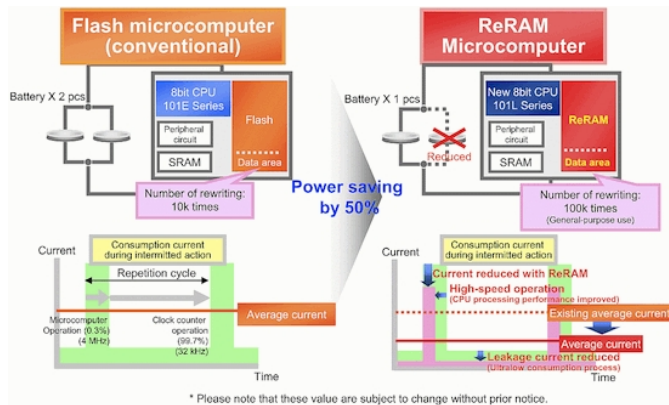 Flash microcomputer
(conventional)
Battery X 2 pcs
8bit CPU
101E Series
Flash
Peripheral
circuit
SRAM
Data area
Number of rewriting:
10k times
ReRAM
Microcomputer
Battery X 1 pcs
Reduced
New 8bit CPU
101L Series
ReRAM
Peripheral
circuit
SRAM
Data area
Number of rewriting:
100k times
(General-purpose use)
Power saving
by 50%
Current
Consumption current
during intermitted action
Repetition cycle
Average current
Microcomputer
Operation (0.3%)
(4 MHz)
Clock counter
operation
(99.7%)
(32 kHz)
Time
Current
Consumption current
during intermitted action
Current reduced with ReRAM
High-speed operation
(CPU processing performance improved)
Existing average current
Average current
Leakage current reduced
(Ultralow consumption process)
Time
* Please note that these value are subject to change without prior notice.